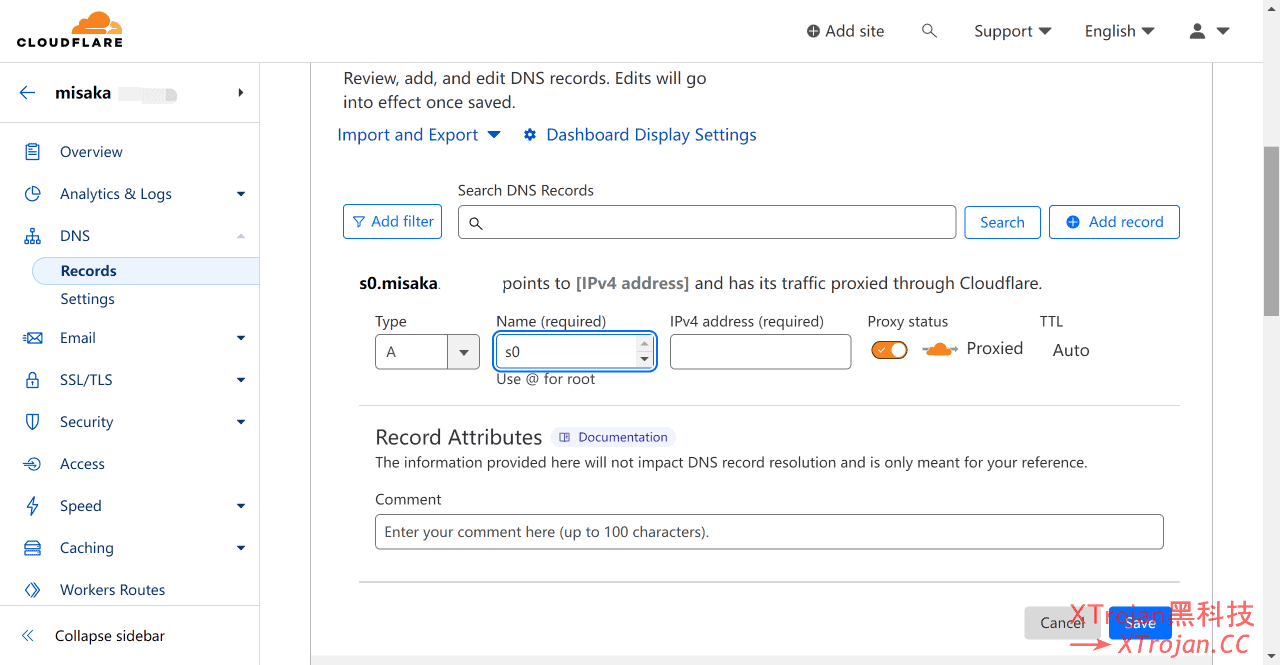 CLOUDFLARE
Add site
Support
English
misaka
Overview
Analytics & Logs
DNS
Records
Settings
Email
SSL/TLS
Security
Access
Speed
Caching
Workers Routes
Collapse sidebar
Review, add, and edit DNS records. Edits will go
into effect once saved.
Import and Export
Dashboard Display Settings
Search DNS Records
Add filter
Search
Add record
s0.misaka. points to [IPv4 address] and has its traffic proxied through Cloudflare.
Type
Name (required)
IPv4 address (required)
Proxy status
TTL
A
s0
Proxied
Auto
Use @ for root
Record Attributes
Documentation
The information provided here will not impact DNS record resolution and is only meant for your reference.
Comment
Enter your comment here (up to 100 characters).
Cancel
Save
XTrojan黑科技
XTrojan.CC